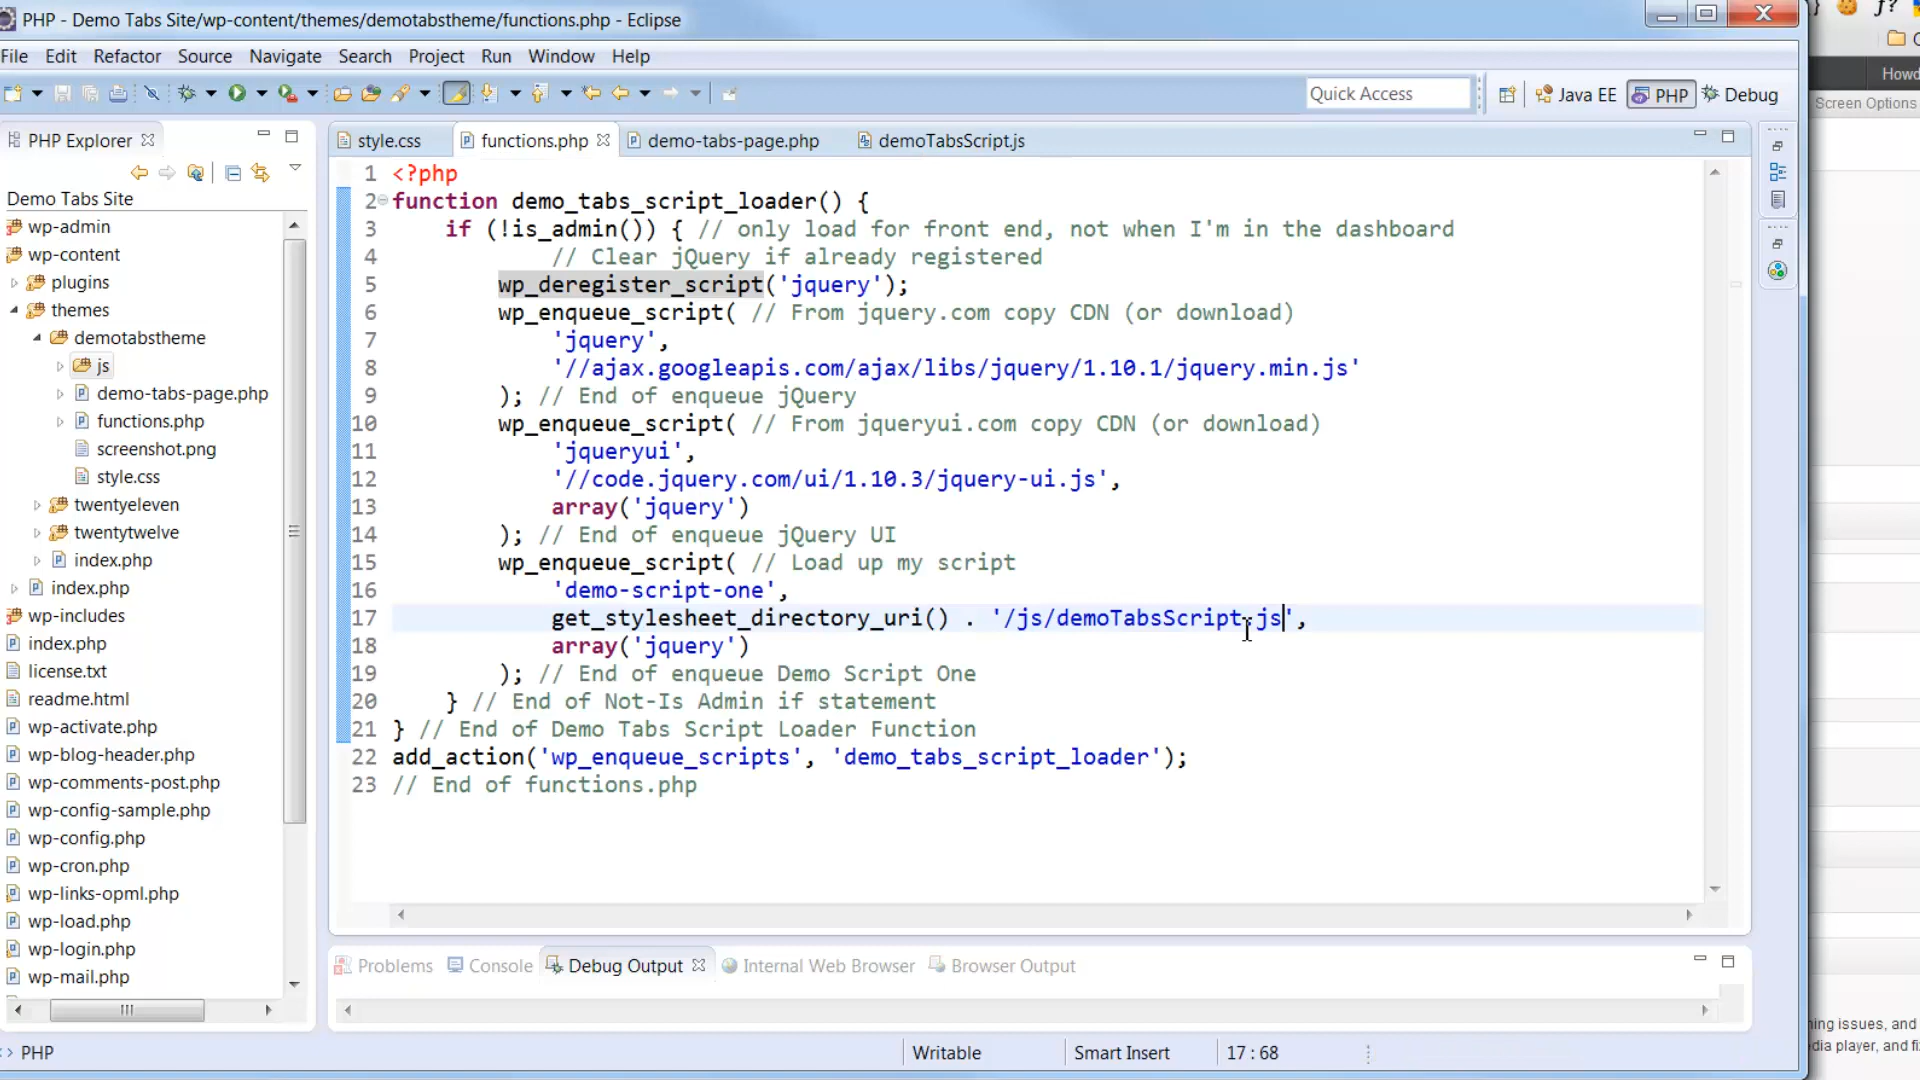 PHP - Demo Tabs Site/wp-content/themes/demotabstheme/functions.php - Eclipse
File Edit Refactor Source Navigate Search Project Run Window Help
Quick Access
Java EE
PHP
Debug
Screen Options
PHP Explorer
Demo Tabs Site
wp-admin
wp-content
plugins
themes
demotabstheme
js
demo-tabs-page.php
functions.php
screenshot.png
style.css
twentyeleven
twentytwelve
index.php
index.php
wp-includes
index.php
license.txt
readme.html
wp-activate.php
wp-blog-header.php
wp-comments-post.php
wp-config-sample.php
wp-config.php
wp-cron.php
wp-links-opml.php
wp-load.php
wp-login.php
wp-mail.php
style.css functions.php demo-tabs-page.php demoTabsScript.js
1 <?php
2 function demo_tabs_script_loader() {
3 if (!is_admin()) { // only load for front end, not when I'm in the dashboard
4 // Clear jQuery if already registered
5 wp_deregister_script('jquery');
6 wp_enqueue_script( // From jquery.com copy CDN (or download)
7 'jquery',
8 '//ajax.googleapis.com/ajax/libs/jquery/1.10.1/jquery.min.js'
9 ); // End of enqueue jQuery
10 wp_enqueue_script( // From jqueryui.com copy CDN (or download)
11 'jqueryui',
12 '//code.jquery.com/ui/1.10.3/jquery-ui.js',
13 array('jquery')
14 ); // End of enqueue jQuery UI
15 wp_enqueue_script( // Load up my script
16 'demo-script-one',
17 get_stylesheet_directory_uri() . '/js/demoTabsScript.js',
18 array('jquery')
19 ); // End of enqueue Demo Script One
20 } // End of Not-Is Admin if statement
21 } // End of Demo Tabs Script Loader Function
22 add_action('wp_enqueue_scripts', 'demo_tabs_script_loader');
23 // End of functions.php
Problems Console Debug Output Internal Web Browser Browser Output
PHP
Writable
Smart Insert
17 : 68
issues, and
player, and